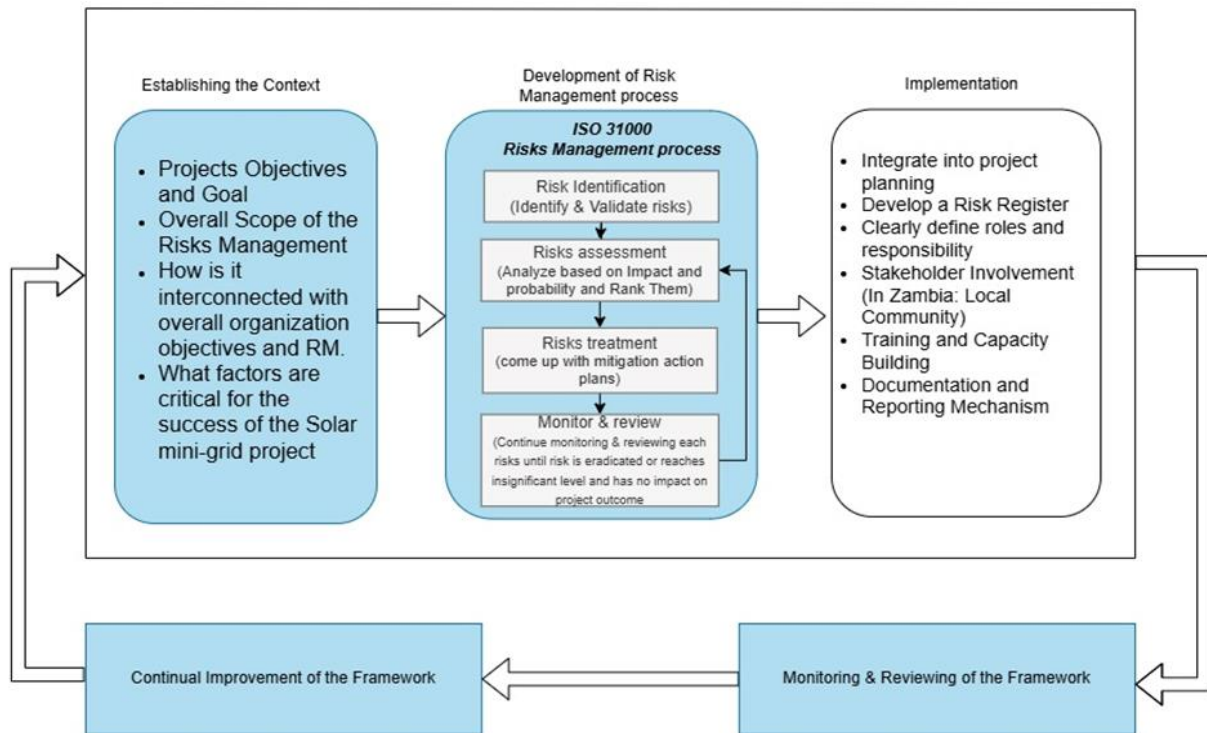 Establishing the Context
• Projects Objectives
and Goal
• Overall Scope of the
Risks Management
• How is it
interconnected with
overall organization
objectives and RM.
• What factors are
critical for the
success of the Solar
mini-grid project
Development of Risk
Management process
ISO 31000
Risks Management process
Risk Identification
(Identify & Validate risks)
Risks assessment
(Analyze based on Impact and
probability and Rank Them)
Risks treatment
(come up with mitigation action
plans)
Monitor & review
(Continue monitoring & reviewing each
risks until risk is eradicated or reaches
insignificant level and has no impact on
project outcome
Implementation
• Integrate into project
planning
• Develop a Risk Register
• Clearly define roles and
responsibility
• Stakeholder Involvement
(In Zambia: Local
Community)
• Training and Capacity
Building
• Documentation and
Reporting Mechanism
Continual Improvement of the Framework
Monitoring & Reviewing of the Framework